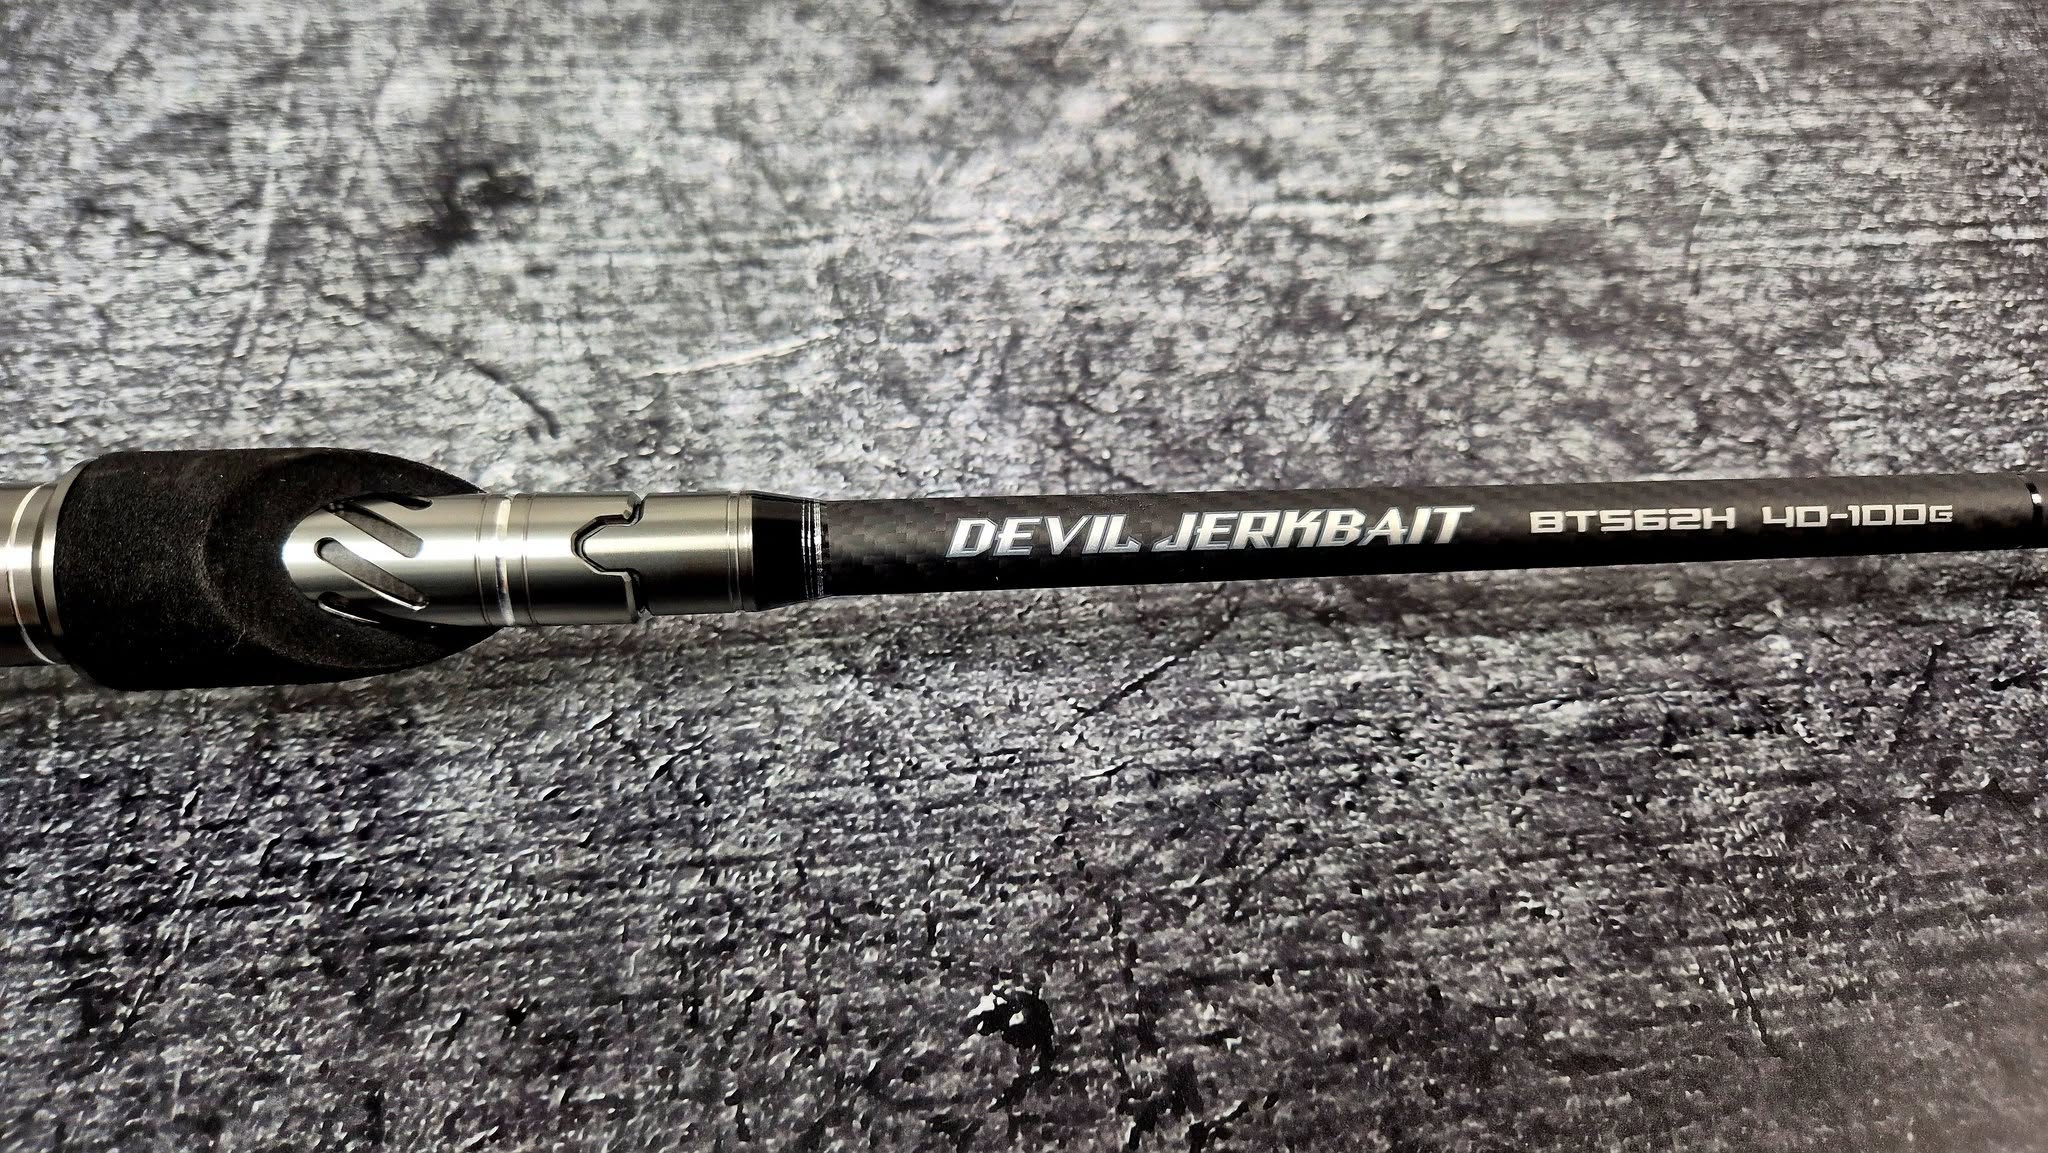 DEVIL JERKBAIT BTS62H 40-100G